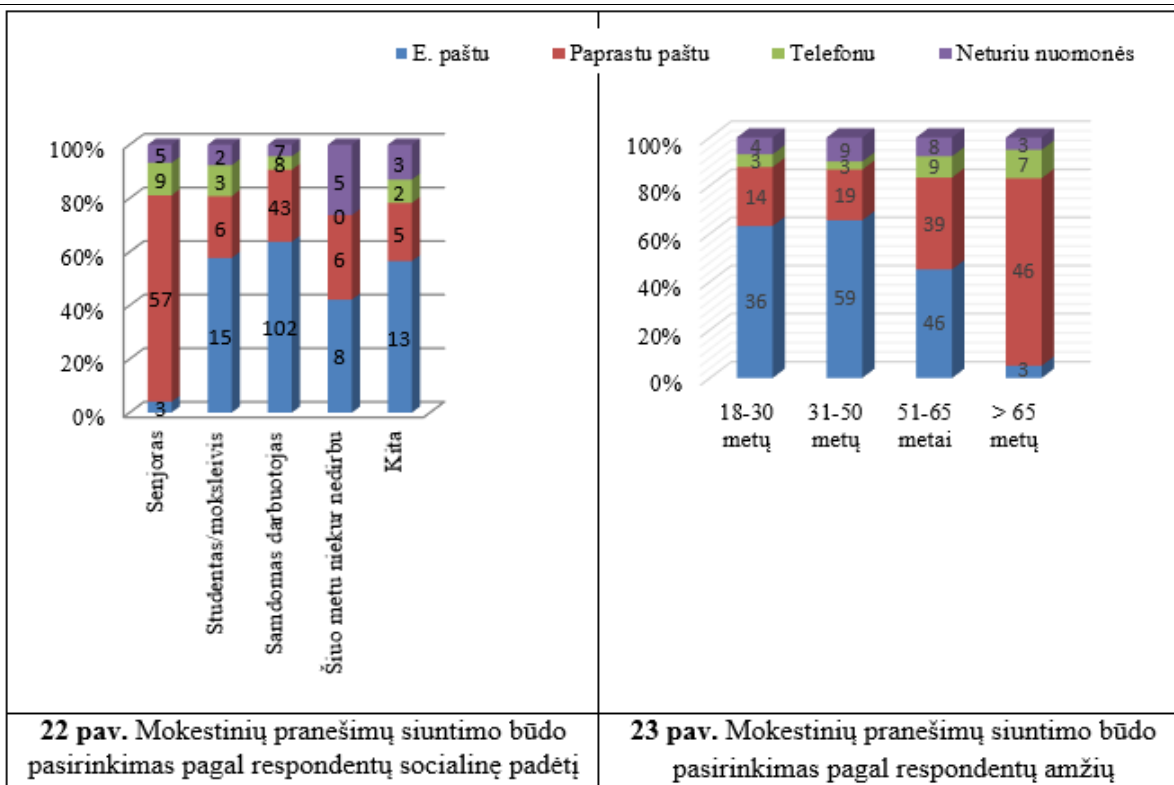 E. paštu Paprastu paštu Telefonu Neturiu nuomonės
100%
80%
60%
40%
20%
0%
5 2 7 5 3
9 3 8 0 2
57 6 43 6 5
3 15 102 8 13
Senjoras
Studentas/moksleivis
Samdomas darbuotojas
Šiuo metu niekur nedirbu
Kita
22 pav. Mokestinių pranešimų siuntimo būdo
pasirinkimas pagal respondentų socialinę padėtį
100%
80%
60%
40%
20%
0%
4 9 8 3
3 3 9 7
14 19 39 46
36 59 46 3
18-30
metų
31-50
metų
51-65
metai
> 65
metų
23 pav. Mokestinių pranešimų siuntimo būdo
pasirinkimas pagal respondentų amžių